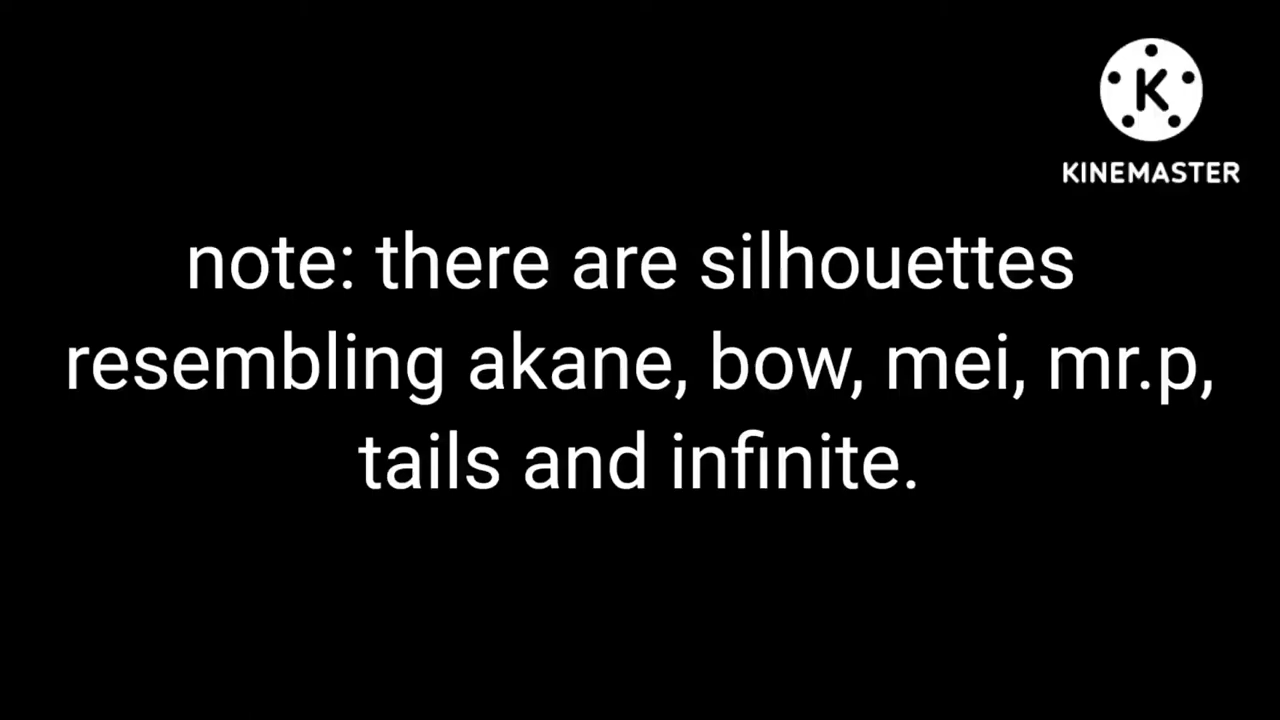 K
KINEMASTER
note: there are silhouettes
resembling akane, bow, mei, mr.p,
tails and infinite.